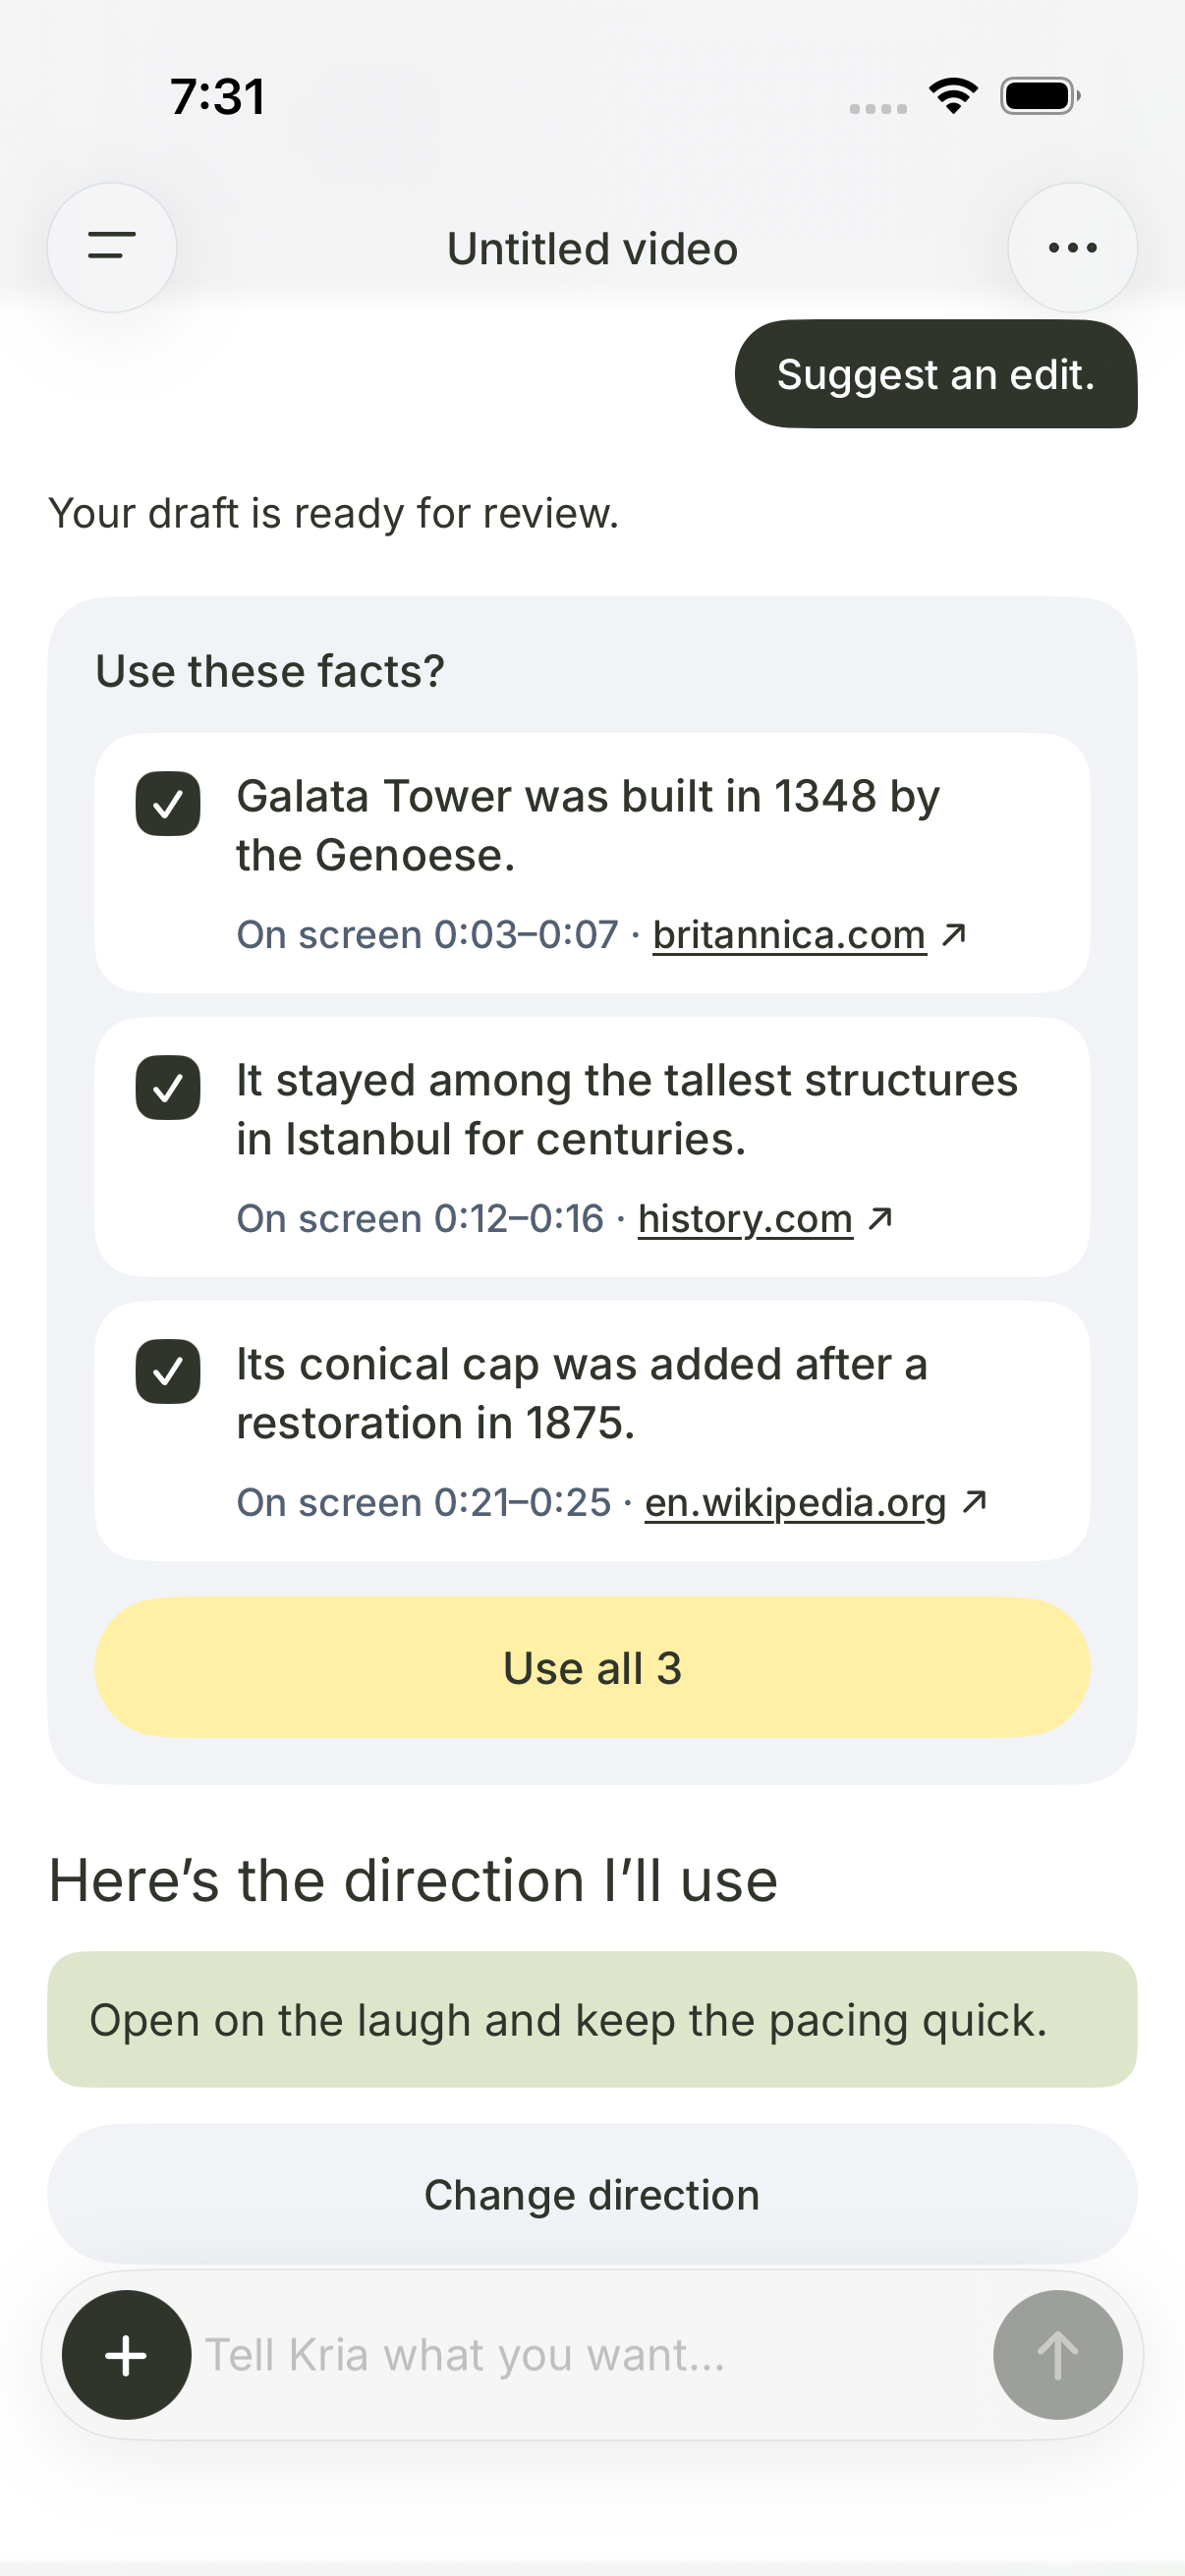 7:31
Untitled video
Suggest an edit.
Your draft is ready for review.
Use these facts?
Galata Tower was built in 1348 by
the Genoese.
On screen 0:03–0:07 · britannica.com ↗
It stayed among the tallest structures
in Istanbul for centuries.
On screen 0:12–0:16 · history.com ↗
Its conical cap was added after a
restoration in 1875.
On screen 0:21–0:25 · en.wikipedia.org ↗
Use all 3
Here’s the direction I’ll use
Open on the laugh and keep the pacing quick.
Change direction
Tell Kria what you want...